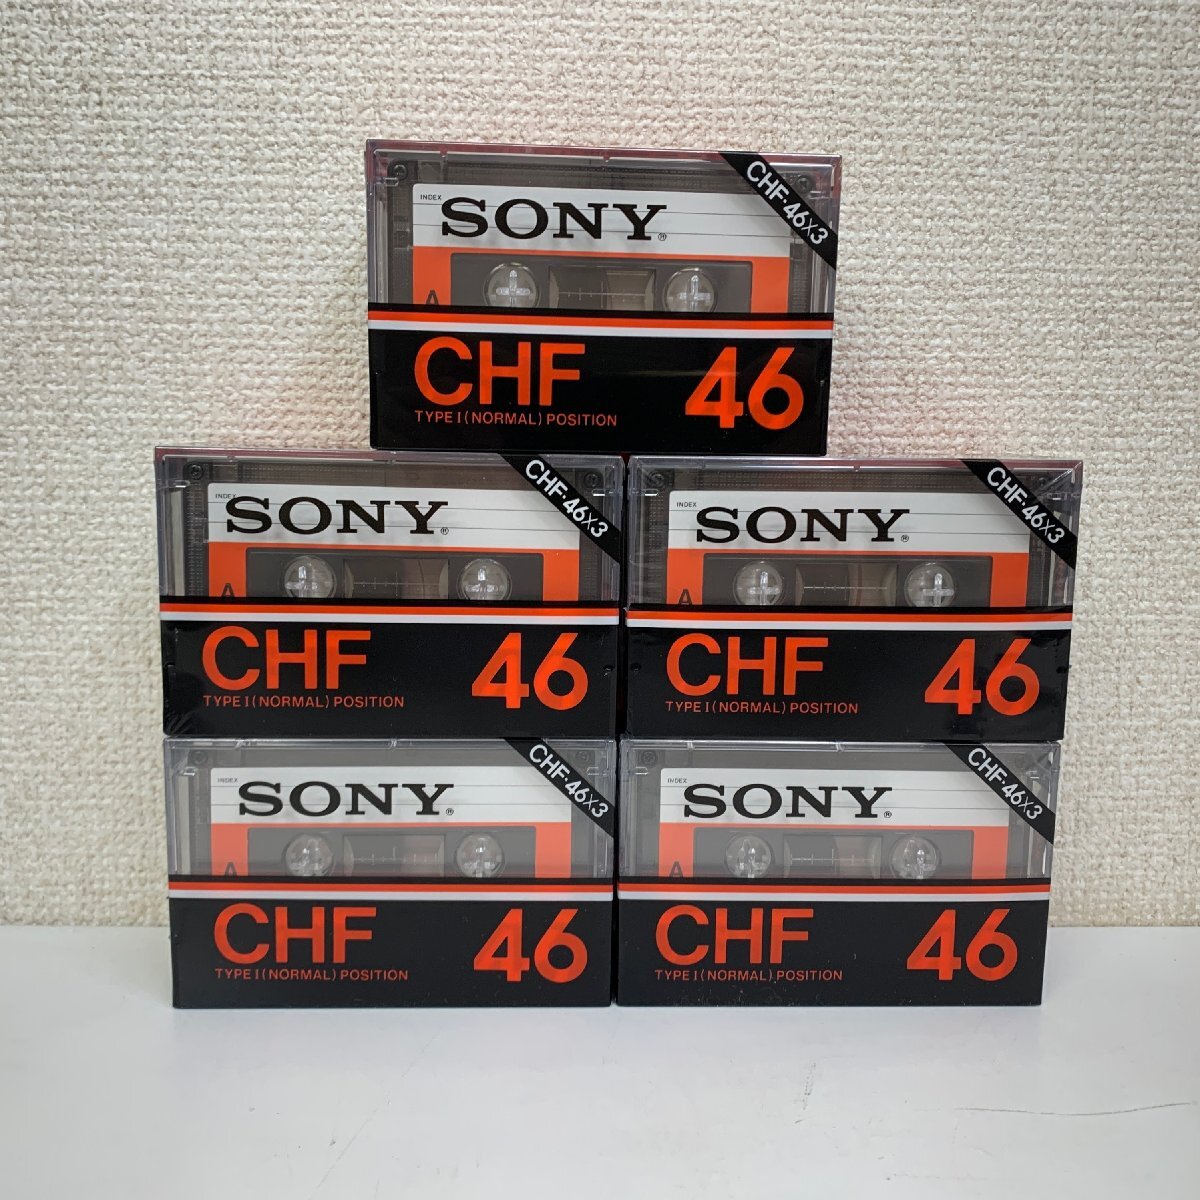 CHF·46×3
INDEX
SONY®
A
CHF 46
TYPE I (NORMAL) POSITION
CHF·46×3
INDEX
SONY®
A
CHF 46
TYPE I (NORMAL) POSITION
CHF·46×3
INDEX
SONY®
A
CHF 46
TYPE I (NORMAL) POSITION
CHF·46×3
INDEX
SONY®
A
CHF 46
TYPE I (NORMAL) POSITION
CHF·46×3
INDEX
SONY®
A
CHF 46
TYPE I (NORMAL) POSITION